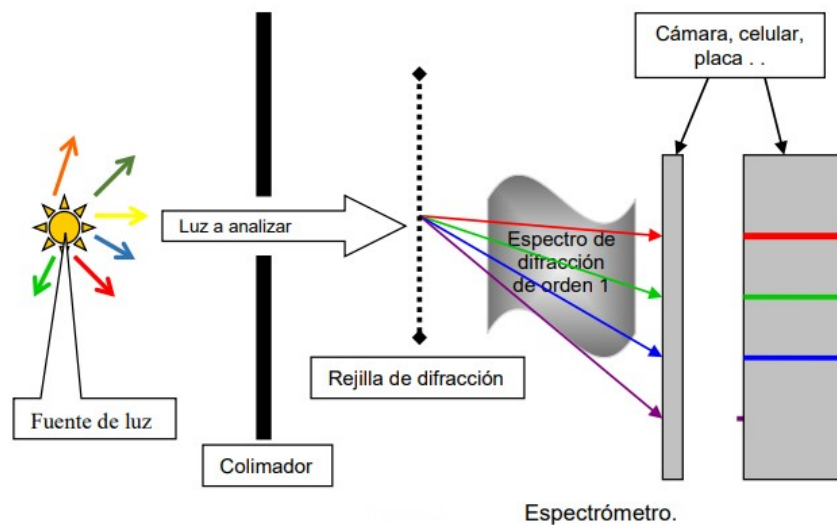 Cámara, celular,
placa . .
Luz a analizar
Espectro de
difracción
de orden 1
Rejilla de difracción
Fuente de luz
Colimador
Espectrómetro.